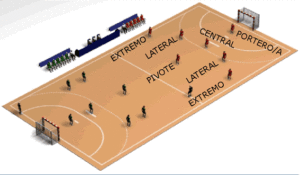 EXTREMO
LATERAL
CENTRAL
PORTERO/A
PIVOTE
LATERAL
EXTREMO